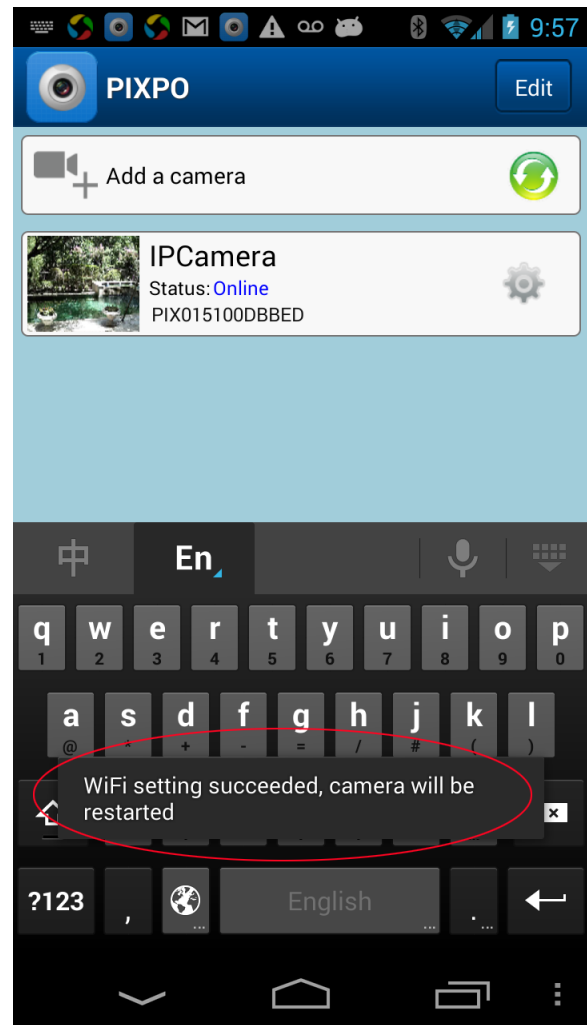 9:57
PIXPO
Edit
Add a camera
IPCamera
Status: Online
PIX015100DBBED
中
En
q w e r t y u i o p
1 2 3 4 5 6 7 8 9 0
a s d f g h j k l
@ * + - = / # ( )
WiFi setting succeeded, camera will be
restarted
?123 , English .